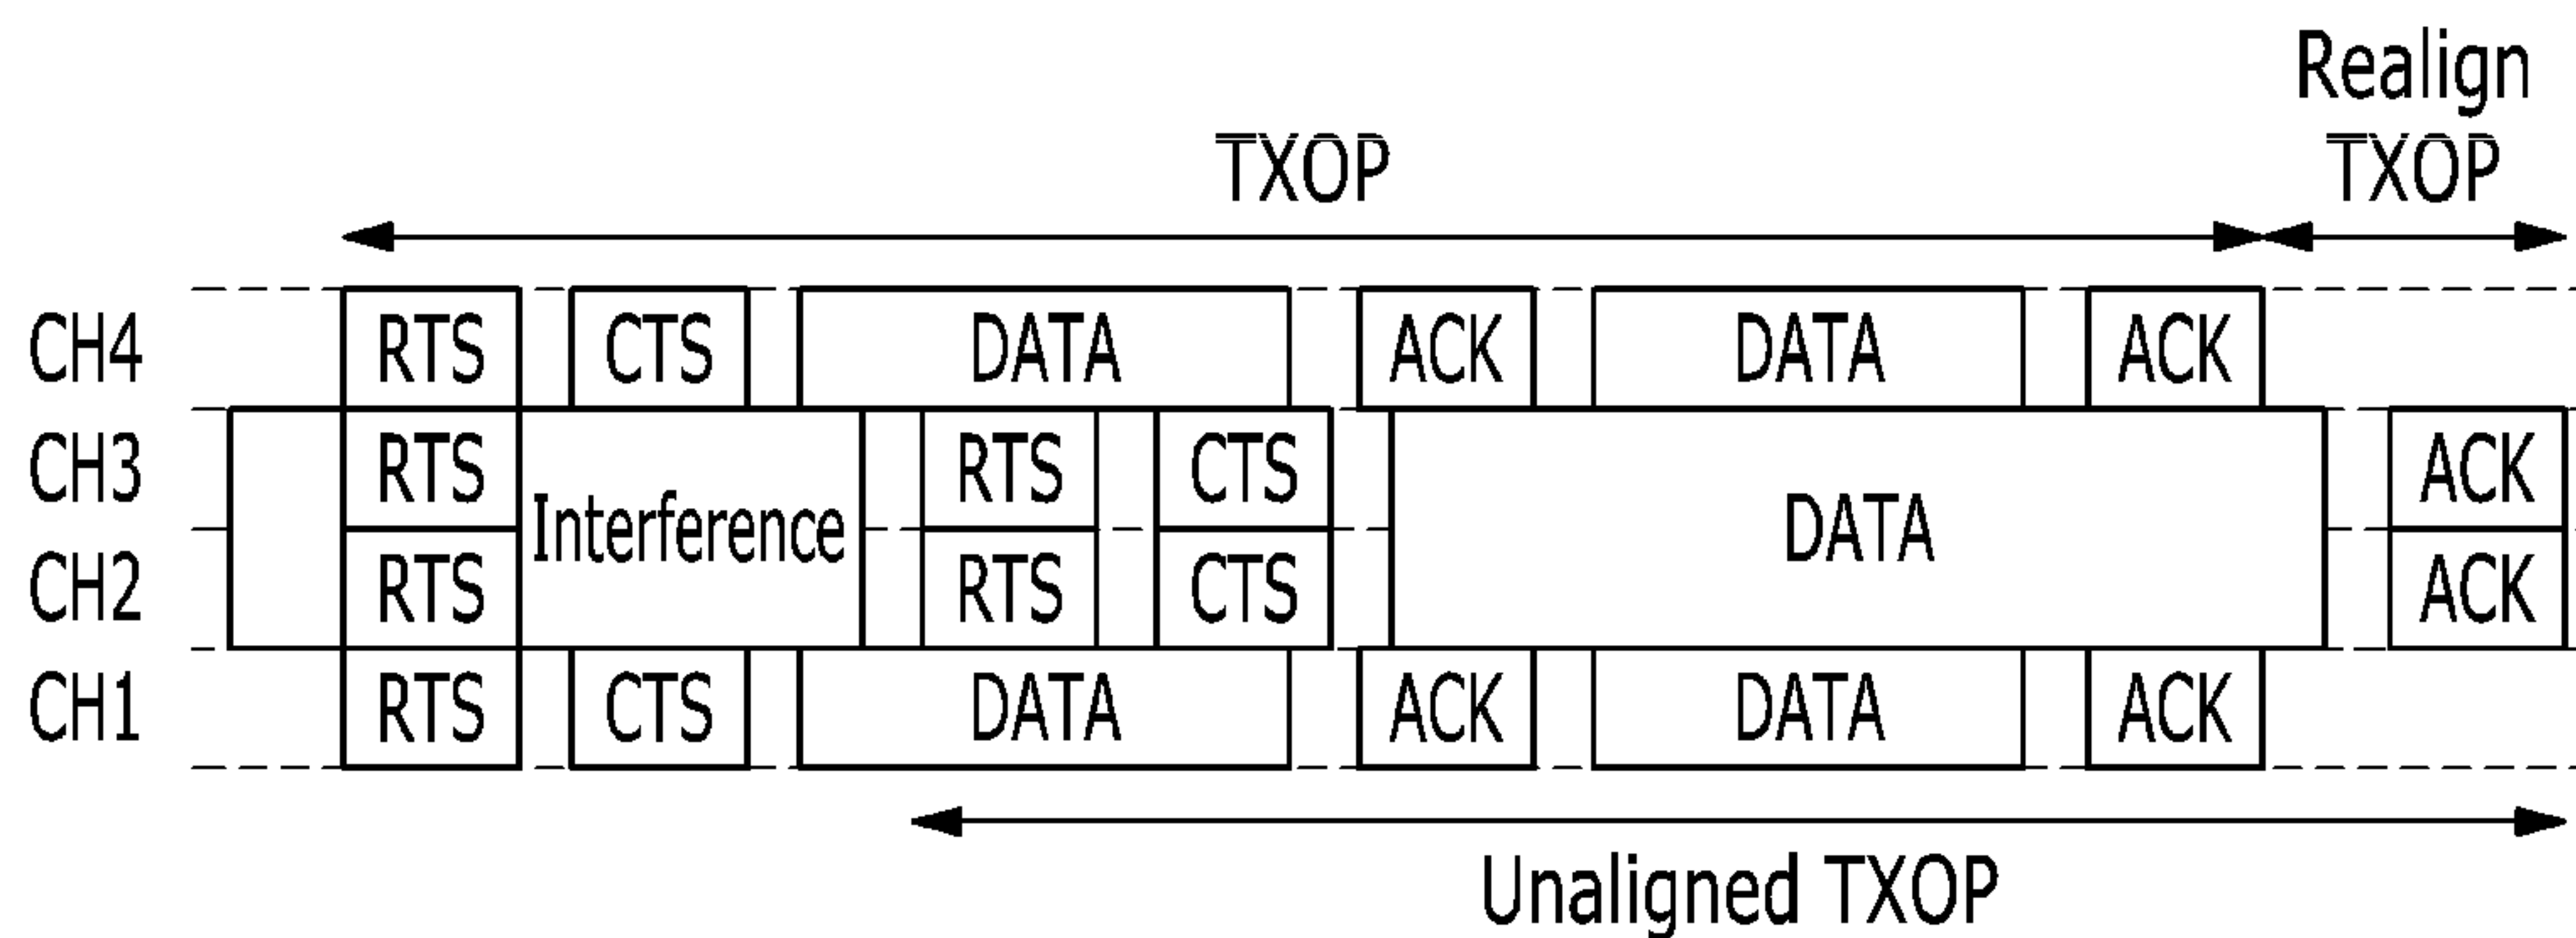 Realign
TXOP
TXOP
CH4 RTS CTS DATA ACK DATA ACK
CH3 RTS RTS CTS ACK
Interference DATA
CH2 RTS RTS CTS ACK
CH1 RTS CTS DATA ACK DATA ACK
Unaligned TXOP